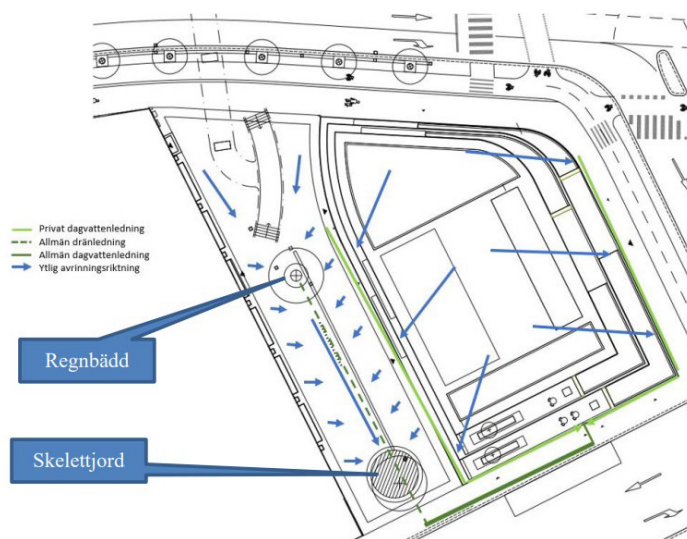 Privat dagvattenledning
Allmän dränledning
Allmän dagvattenledning
Ytlig avrinningsriktning
Regnbädd
Skelettjord